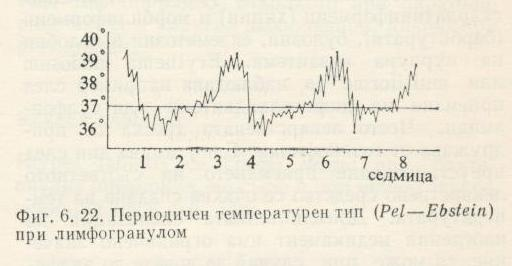 40°
39°
°
37
36°
1 2 3 4 5 6 7 8
седмица
Фиг. 6. 22. Периодичен температурен тип (Pel—Ebstein)
при лимфогранулом